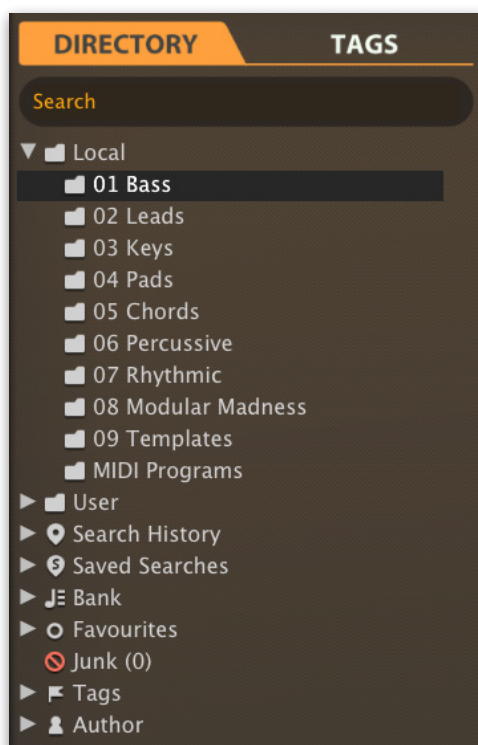 DIRECTORY TAGS
Search
Local
01 Bass
02 Leads
03 Keys
04 Pads
05 Chords
06 Percussive
07 Rhythmic
08 Modular Madness
09 Templates
MIDI Programs
User
Search History
Saved Searches
Bank
Favourites
Junk (0)
Tags
Author